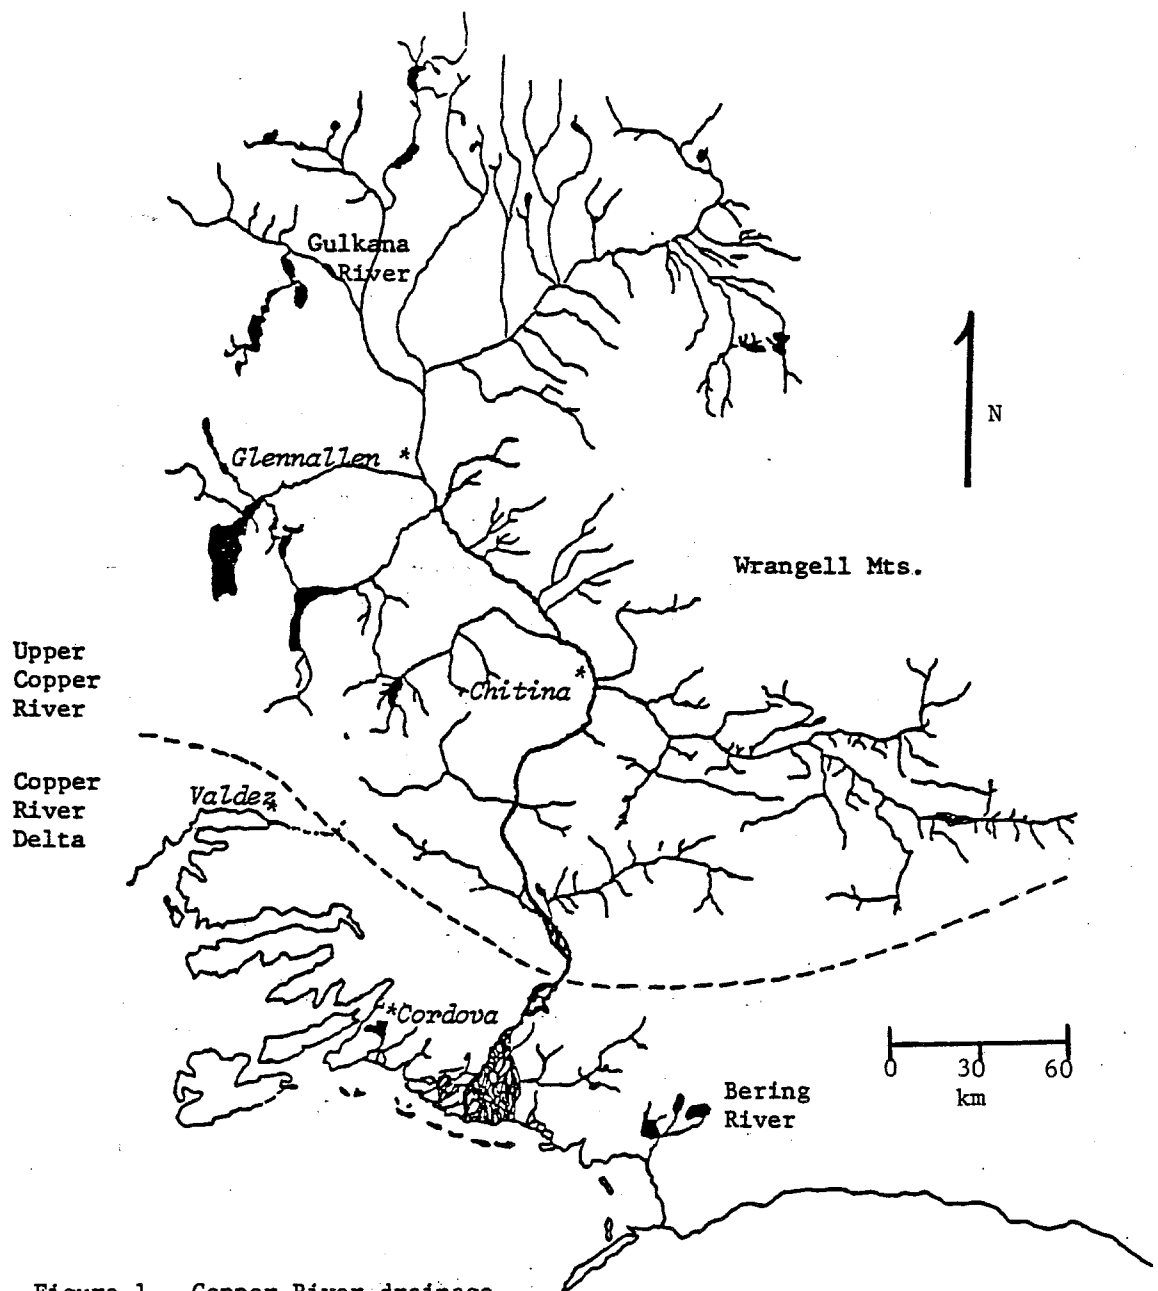 Gulkana
River
Glennallen *
Wrangell Mts.
Upper
Copper
River
*
Chitina
Copper
River
Delta
Valdez
*
*Cordova
N
0 30 60
km
Bering
River
Figure 1. Copper River drainage